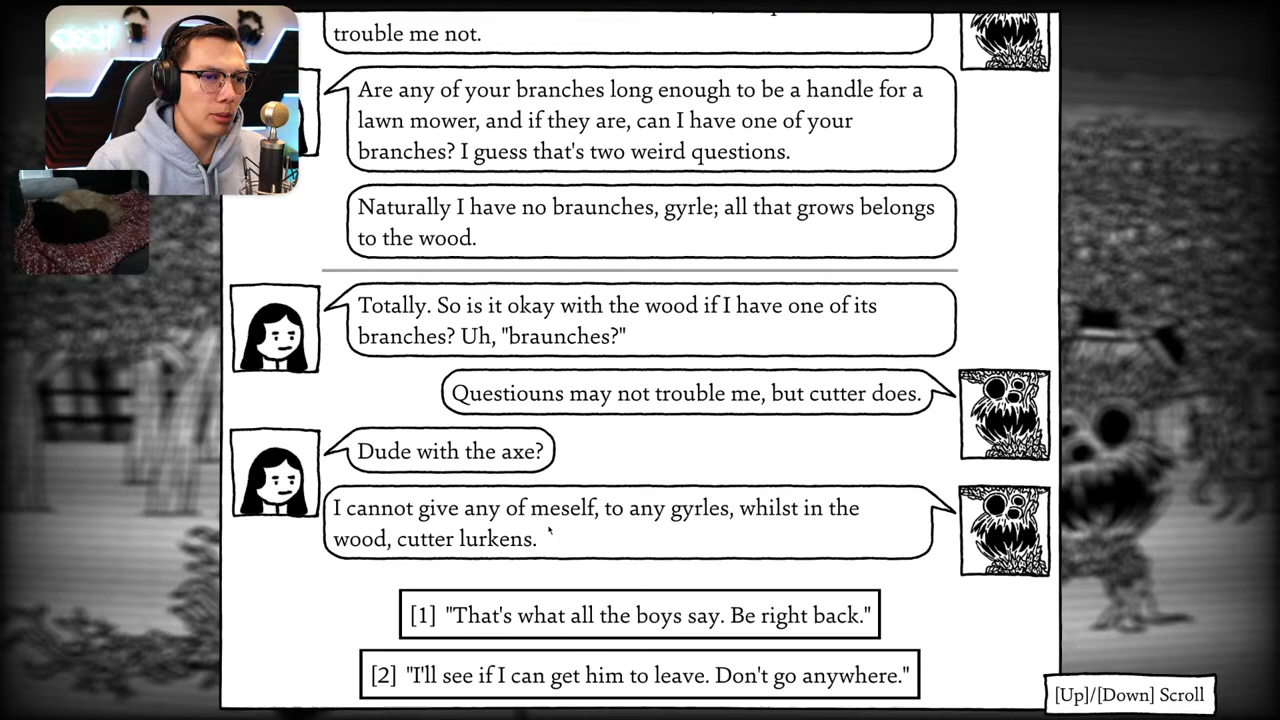 trouble me not.
Are any of your branches long enough to be a handle for a
lawn mower, and if they are, can I have one of your
branches? I guess that's two weird questions.
Naturally I have no braunches, gyrle; all that grows belongs
to the wood.
Totally. So is it okay with the wood if I have one of its
branches? Uh, "braunches?"
Questiouns may not trouble me, but cutter does.
Dude with the axe?
I cannot give any of meself, to any gyrles, whilst in the
wood, cutter lurkens.
[1] "That's what all the boys say. Be right back."
[2] "I'll see if I can get him to leave. Don't go anywhere."
[Up]/[Down] Scroll